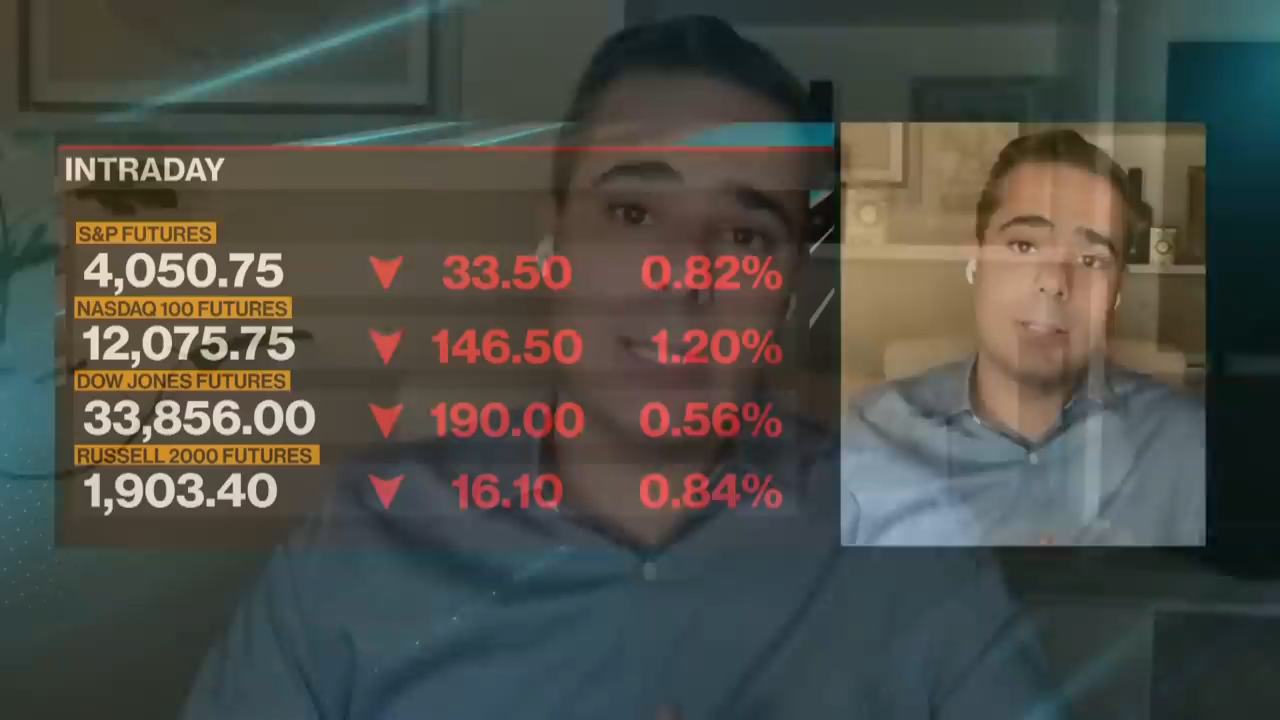 INTRADAY
S&P FUTURES
4,050.75 ▼ 33.50 0.82%
NASDAQ 100 FUTURES
12,075.75 ▼ 146.50 1.20%
DOW JONES FUTURES
33,856.00 ▼ 190.00 0.56%
RUSSELL 2000 FUTURES
1,903.40 ▼ 16.10 0.84%